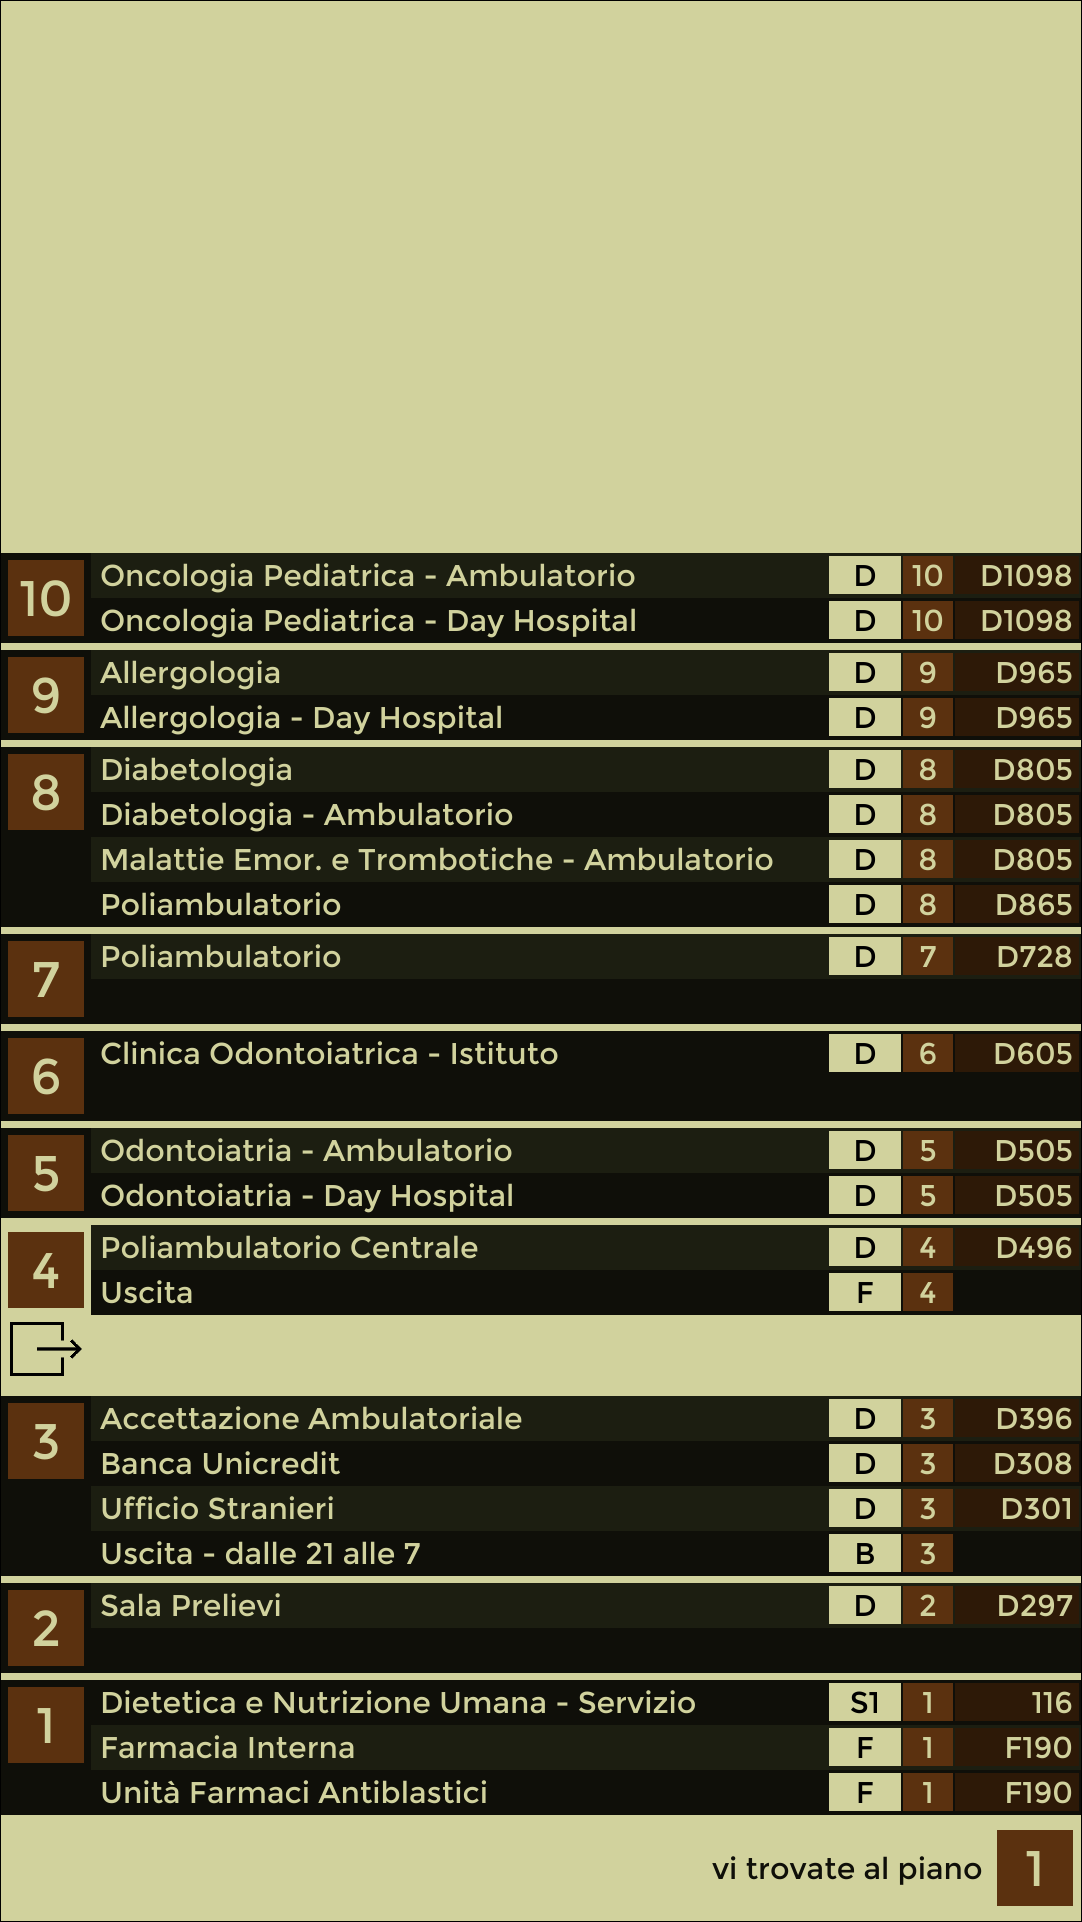 10 Oncologia Pediatrica - Ambulatorio D 10 D1098
Oncologia Pediatrica - Day Hospital D 10 D1098
9 Allergologia D 9 D965
Allergologia - Day Hospital D 9 D965
8 Diabetologia D 8 D805
Diabetologia - Ambulatorio D 8 D805
Malattie Emor. e Trombotiche - Ambulatorio D 8 D805
Poliambulatorio D 8 D865
7 Poliambulatorio D 7 D728
6 Clinica Odontoiatrica - Istituto D 6 D605
5 Odontoiatria - Ambulatorio D 5 D505
Odontoiatria - Day Hospital D 5 D505
4 Poliambulatorio Centrale D 4 D496
Uscita F 4
3 Accettazione Ambulatoriale D 3 D396
Banca Unicredit D 3 D308
Ufficio Stranieri D 3 D301
Uscita - dalle 21 alle 7 B 3
2 Sala Prelievi D 2 D297
1 Dietetica e Nutrizione Umana - Servizio S1 1 116
Farmacia Interna F 1 F190
Unità Farmaci Antiblastici F 1 F190
vi trovate al piano 1